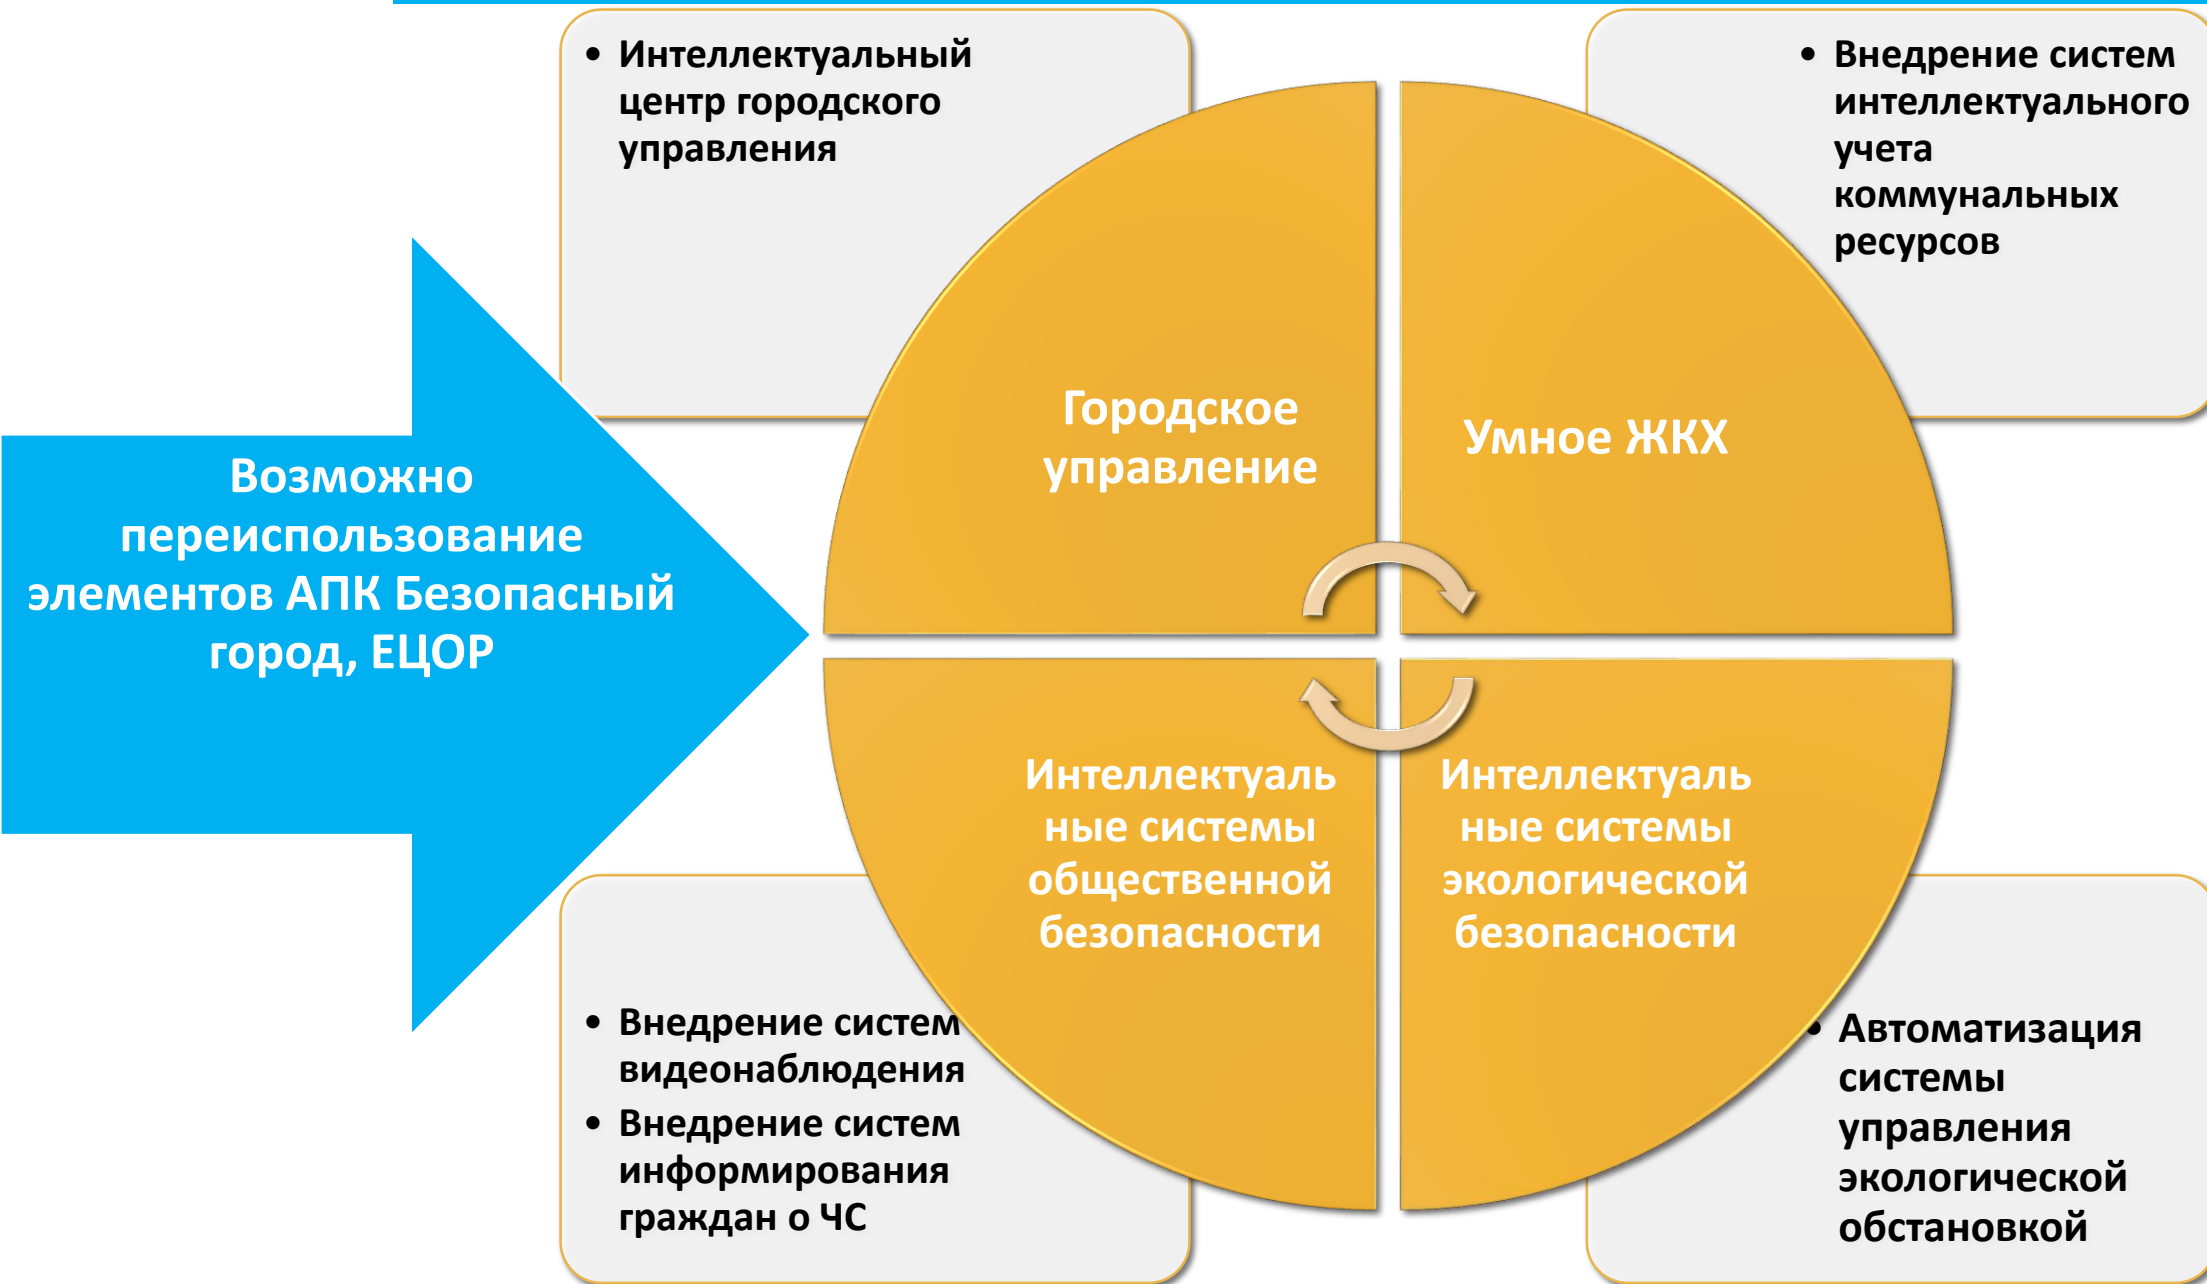 • Интеллектуальный
центр городского
управления
• Внедрение систем
интеллектуального
учета
коммунальных
ресурсов
Городское
управление
Умное ЖКХ
Возможно
переиспользование
элементов АПК Безопасный
город, ЕЦОР
Интеллектуаль
ные системы
общественной
безопасности
Интеллектуаль
ные системы
экологической
безопасности
• Внедрение систем
видеонаблюдения
• Внедрение систем
информирования
граждан о ЧС
• Автоматизация
системы
управления
экологической
обстановкой